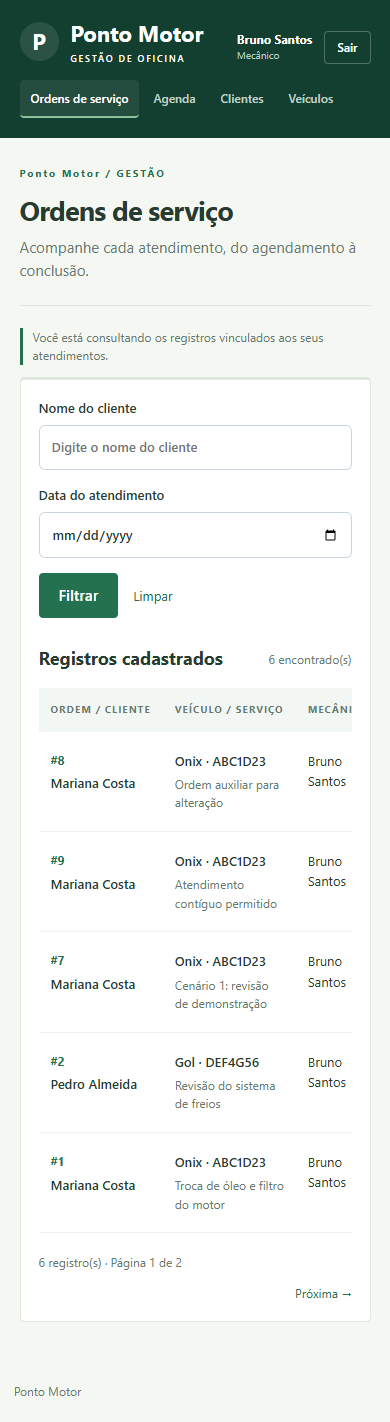 P
Ponto Motor
GESTÃO DE OFICINA
Bruno Santos
Mecânico
Sair
Ordens de serviço
Agenda
Clientes
Veículos
Ponto Motor / GESTÃO
Ordens de serviço
Acompanhe cada atendimento, do agendamento à
conclusão.
Você está consultando os registros vinculados aos seus
atendimentos.
Nome do cliente
Digite o nome do cliente
Data do atendimento
mm/dd/yyyy
Filtrar
Limpar
Registros cadastrados
6 encontrado(s)
ORDEM / CLIENTE
VEÍCULO / SERVIÇO
MECÂNI
#8
Mariana Costa
Onix · ABC1D23
Ordem auxiliar para
alteração
Bruno
Santos
#9
Mariana Costa
Onix · ABC1D23
Atendimento
contíguo permitido
Bruno
Santos
#7
Mariana Costa
Onix · ABC1D23
Cenário 1: revisão
de demonstração
Bruno
Santos
#2
Pedro Almeida
Gol · DEF4G56
Revisão do sistema
de freios
Bruno
Santos
#1
Mariana Costa
Onix · ABC1D23
Troca de óleo e filtro
do motor
Bruno
Santos
6 registro(s) · Página 1 de 2
Próxima →
Ponto Motor